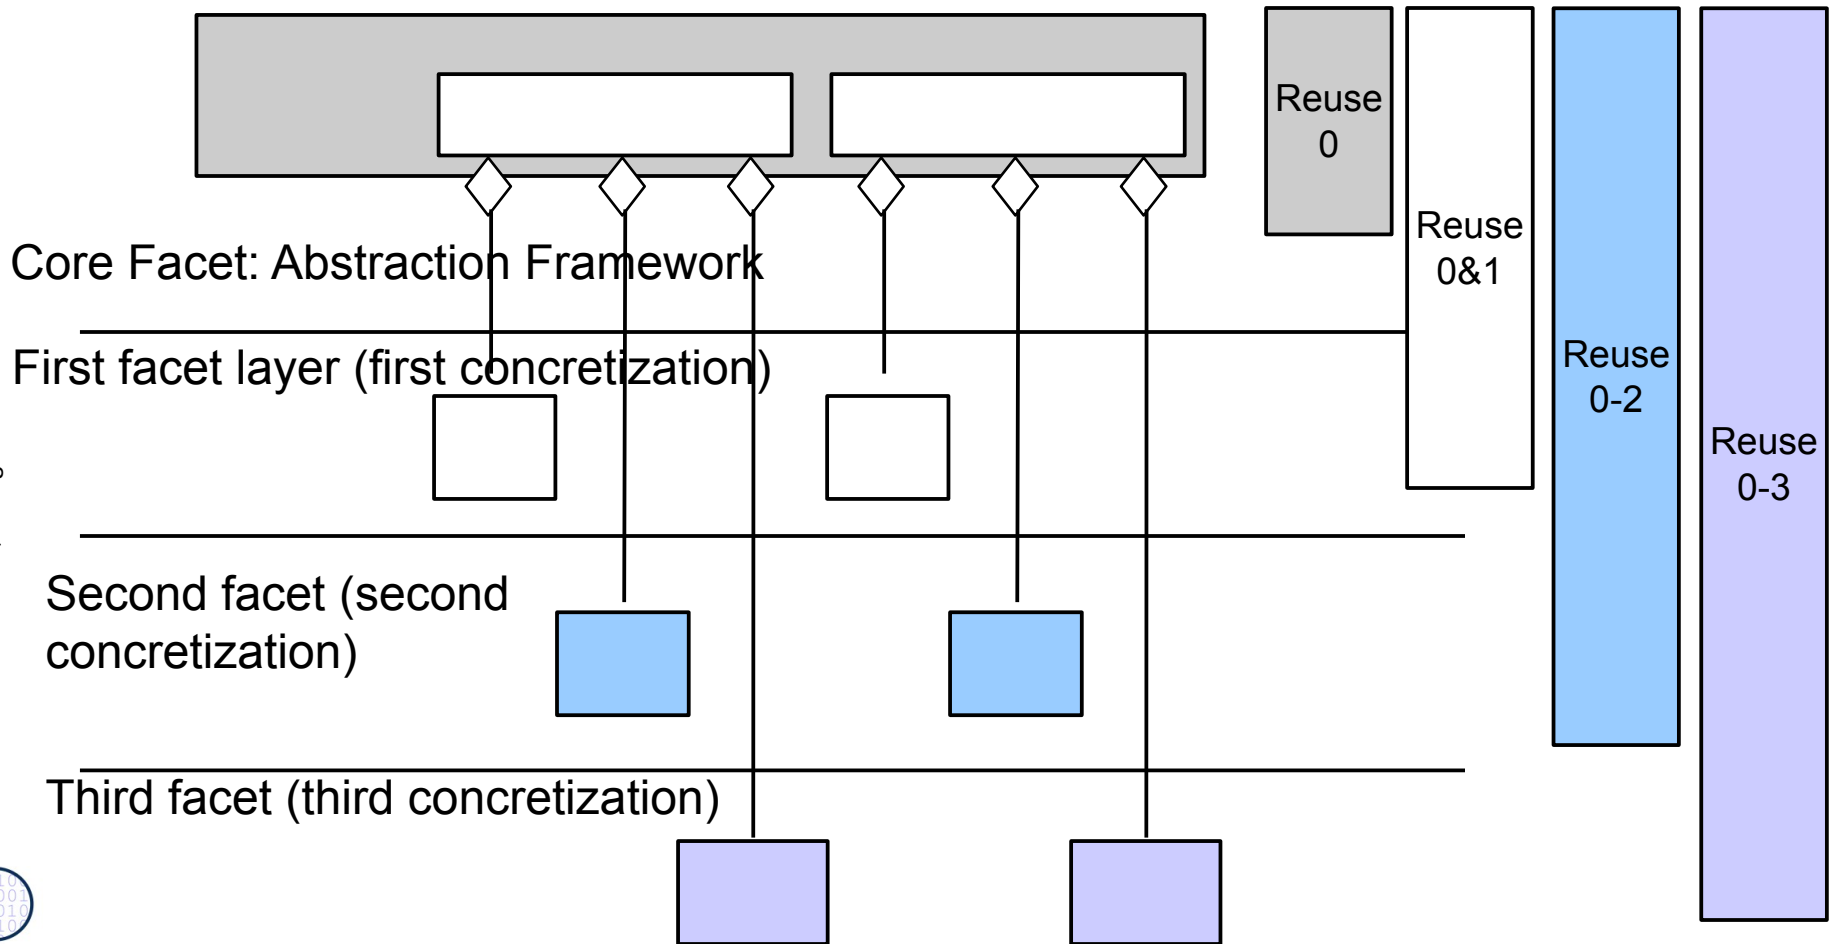 Reuse
0
Reuse
0&1
Core Facet: Abstraction Framework
First facet layer (first concretization)
Reuse
0-2
Reuse
0-3
Second facet (second
concretization)
Third facet (third concretization)